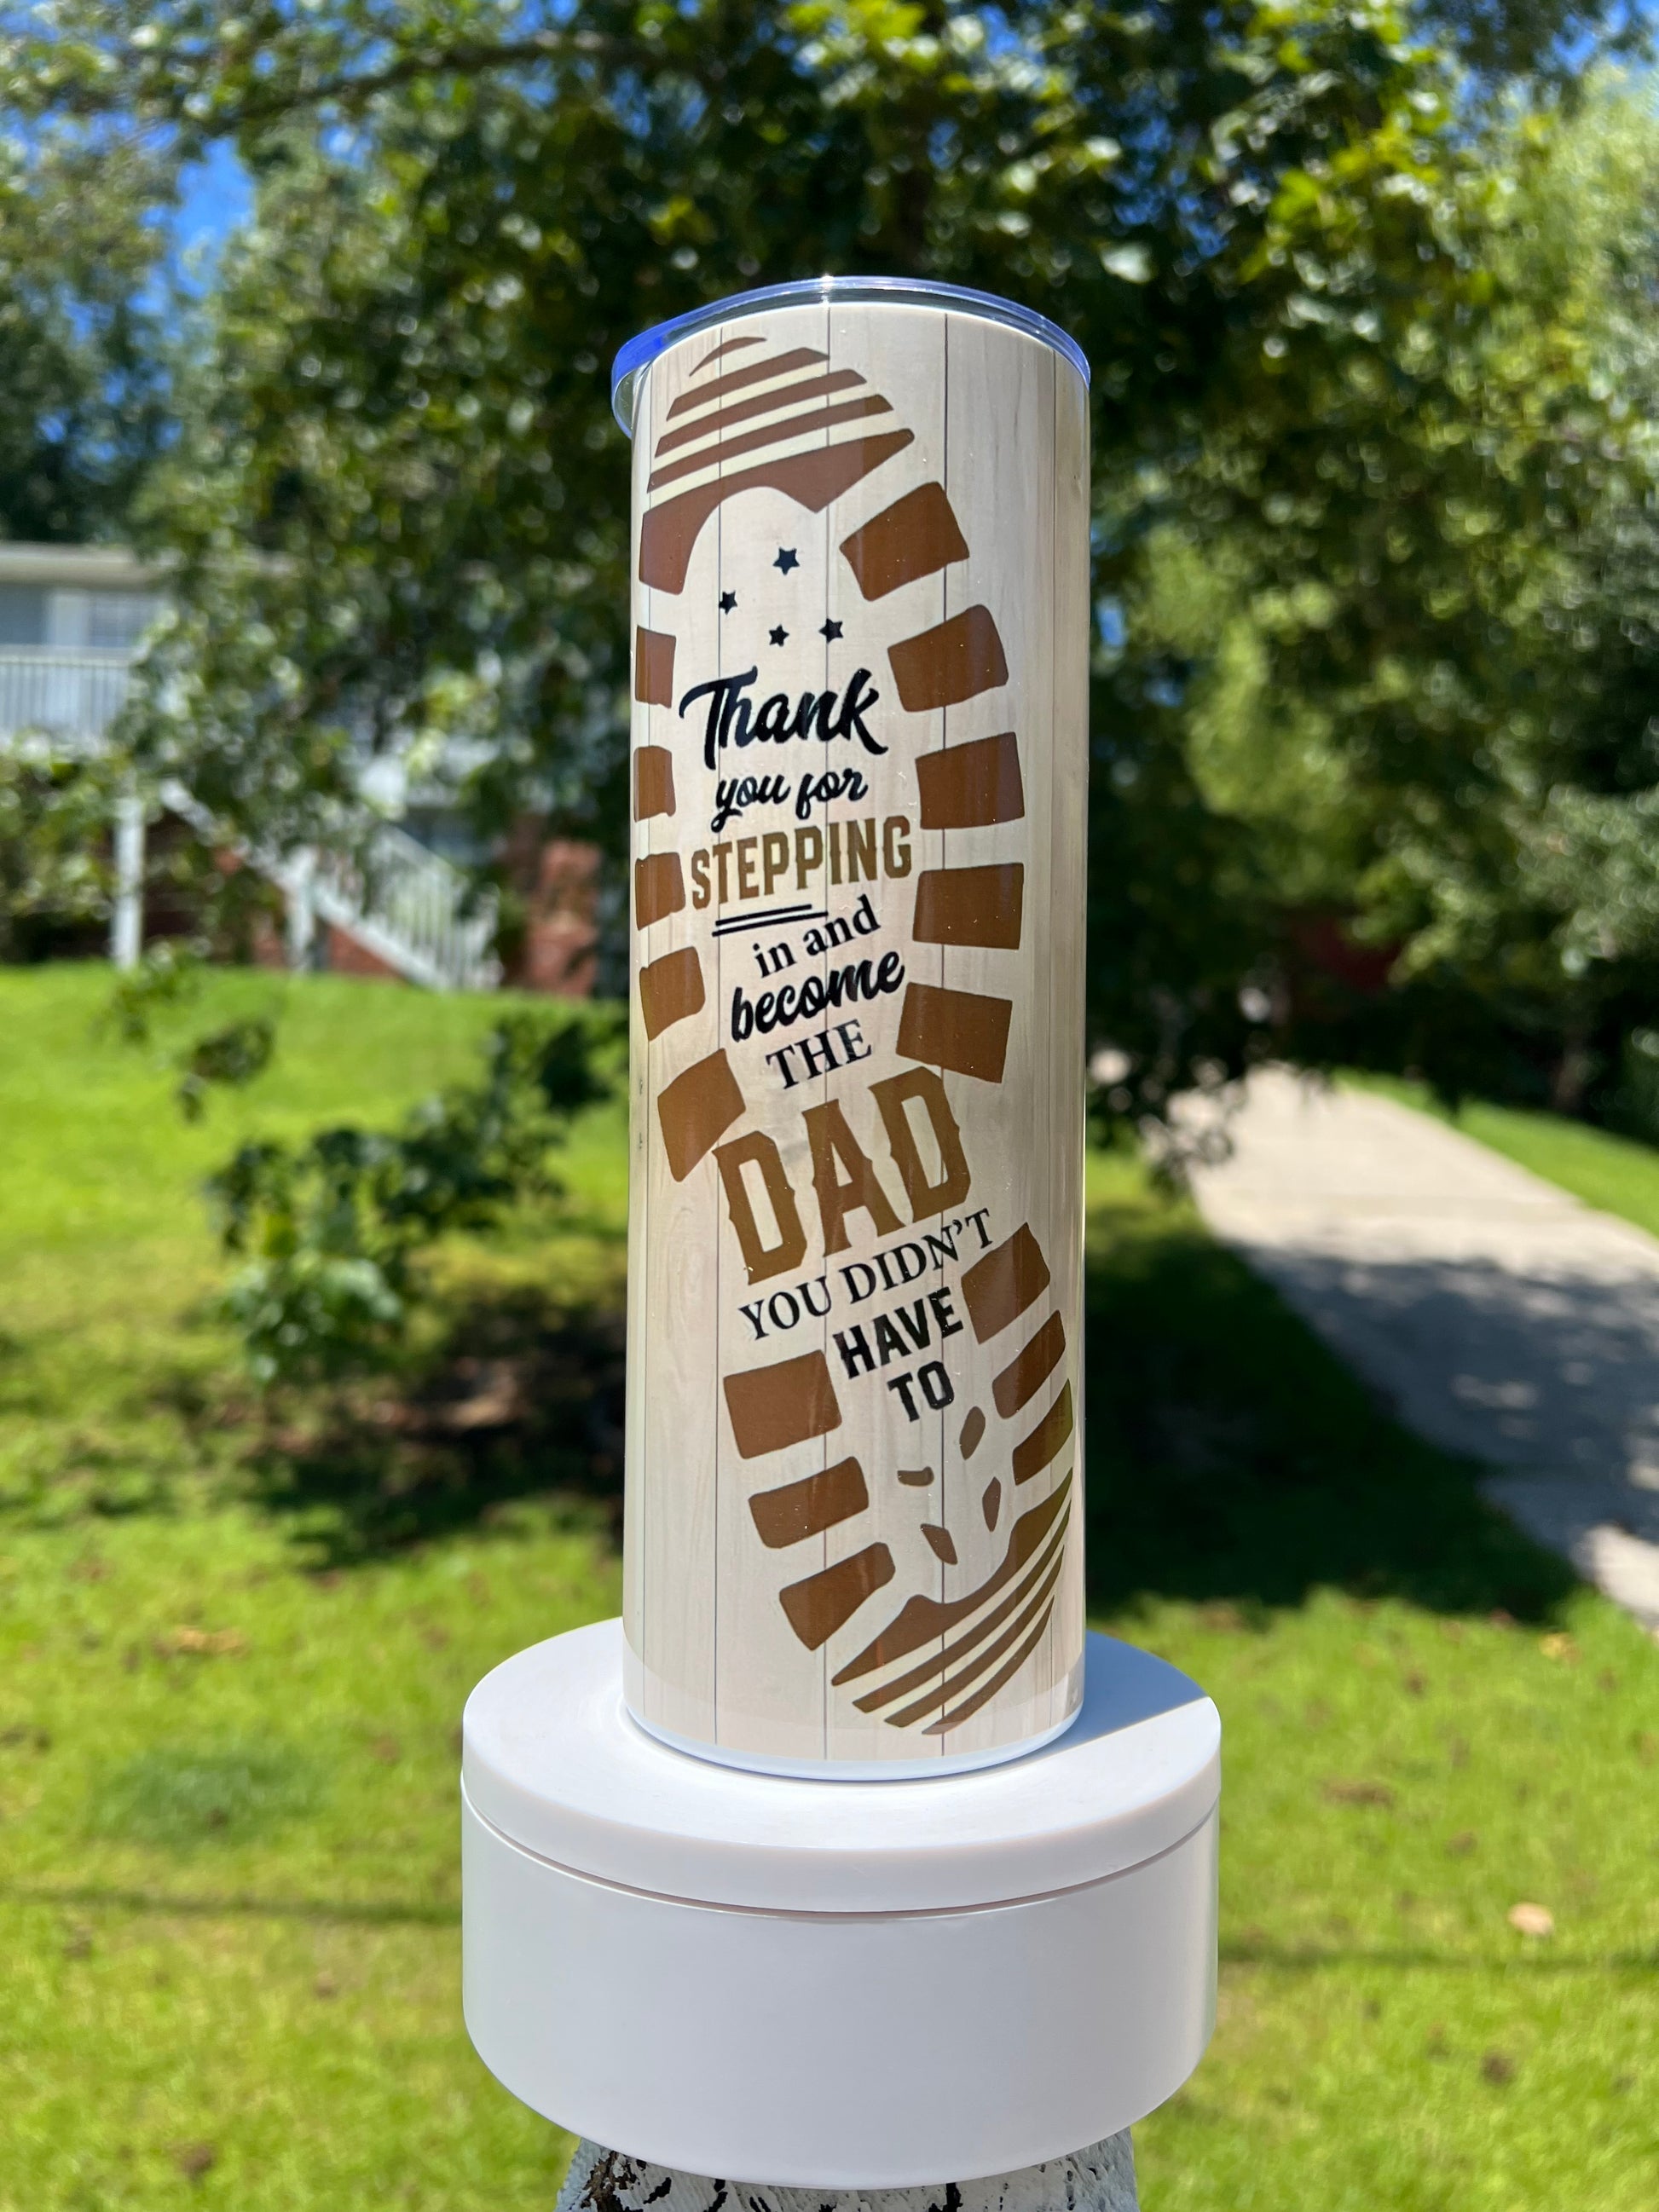 Thank
you for
STEPPING
in and
become
THE
DAD
YOU DIDN'T
HAVE
TO